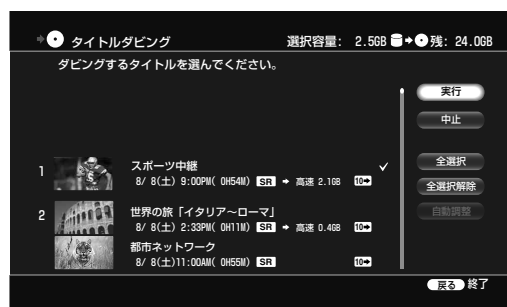 タイトルダビング 選択容量: 2.5GB 残: 24.0GB
ダビングするタイトルを選んでください。
実行
中止
1 スポーツ中継
8/ 8(土) 9:00PM( 0H54M) SR 高速 2.1GB 10
全選択
全選択解除
2 世界の旅「イタリア～ローマ」
8/ 8(土) 2:33PM( 0H11M) SR 高速 0.4GB 10
自動調整
都市ネットワーク
8/ 8(土)11:00AM( 0H55M) SR 10
戻る 終了